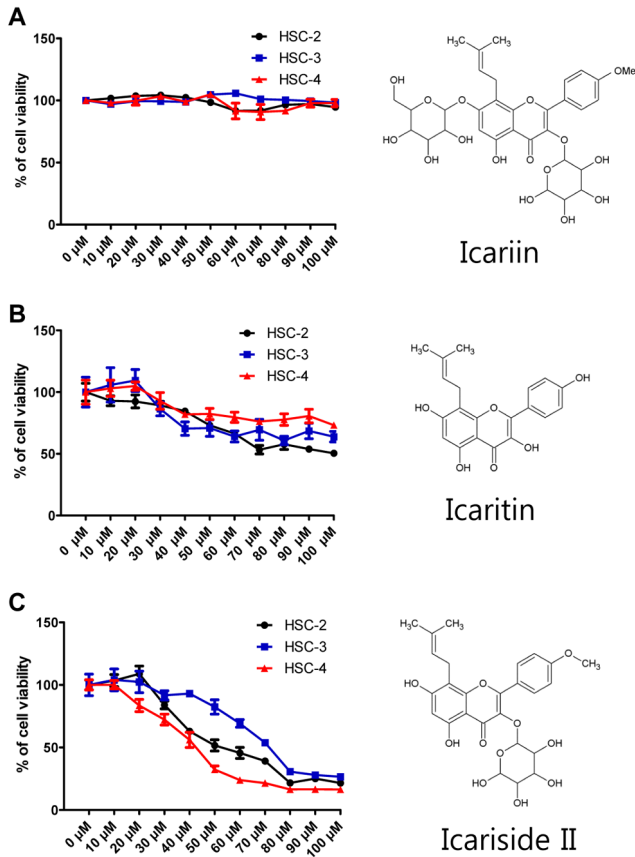 A
% of cell viability
150
100
50
0
HSC-2
HSC-3
HSC-4
0 µM
10 µM
20 µM
30 µM
40 µM
50 µM
60 µM
70 µM
80 µM
90 µM
100 µM
H₃C
CH₃
OMe
OH
O
O
O
O
HO
OH
OH
OH
O
O
O
HO
OH
OH
OH
Icariin
B
% of cell viability
150
100
50
0
HSC-2
HSC-3
HSC-4
0 µM
10 µM
20 µM
30 µM
40 µM
50 µM
60 µM
70 µM
80 µM
90 µM
100 µM
H₃C
CH₃
OH
HO
O
OH
OH
O
Icaritin
C
% of cell viability
150
100
50
0
HSC-2
HSC-3
HSC-4
0 µM
10 µM
20 µM
30 µM
40 µM
50 µM
60 µM
70 µM
80 µM
90 µM
100 µM
H₃C
CH₃
O
CH₃
HO
O
O
OH
O
O
OH
HO
OH
OH
Icariside II